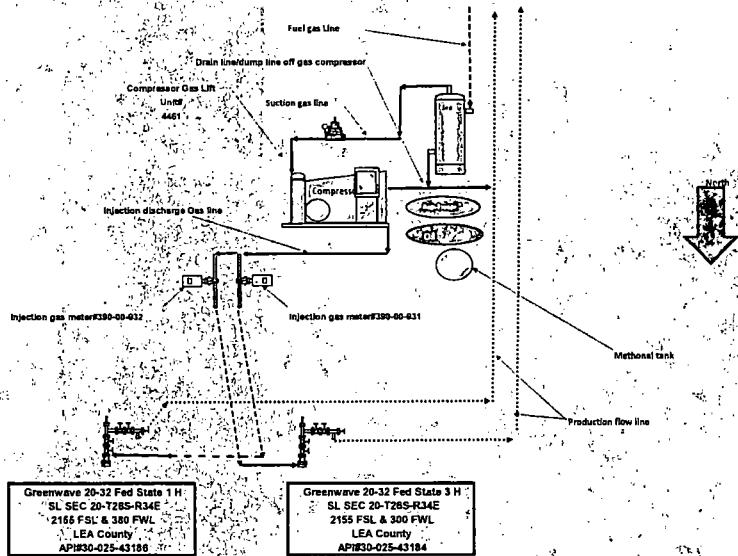 Fuel gas Line
Drain line/dump line off gas compressor
Compressor Gas Lift
Unit#
4461
Suction gas line
Compresso
North
Injection discharge Gas line
Injection gas meter#390-00-932
Injection gas meter#390-00-931
Methonal tank
Production flow line
Greenwave 20-32 Fed State 1 H
SL SEC 20-T26S-R34E
2155 FSL & 380 FWL
LEA County
API#30-025-43186
Greenwave 20-32 Fed State 3 H
SL SEC 20-T26S-R34E
2155 FSL & 300 FWL
LEA County
API#30-025-43184